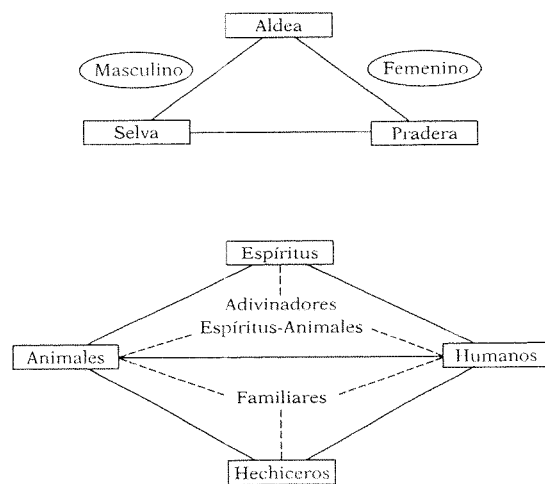 Aldea
Masculino
Femenino
Selva
Pradera
Espíritus
Adivinadores
Espíritus-Animales
Animales
Humanos
Familiares
Hechiceros